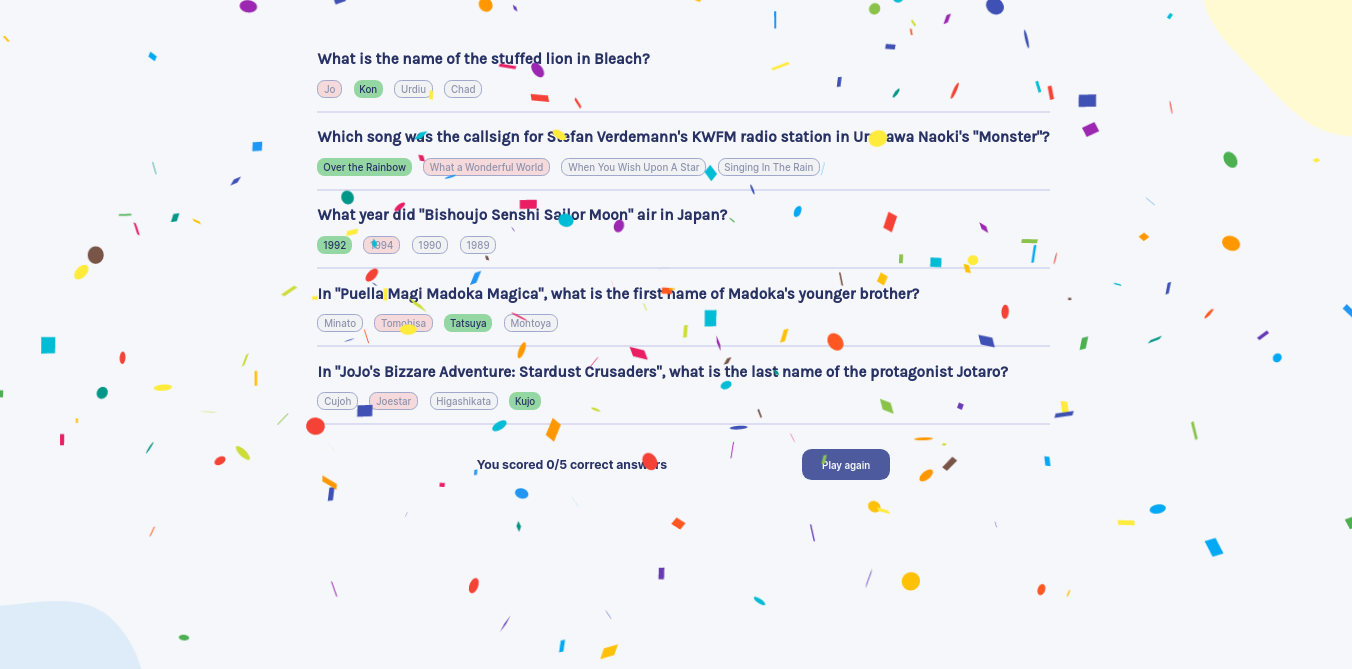 What is the name of the stuffed lion in Bleach?
Jo Kon Urdiu Chad
Which song was the callsign for Stefan Verdemann's KWFM radio station in Urasawa Naoki's "Monster"?
Over the Rainbow What a Wonderful World When You Wish Upon A Star Singing In The Rain
What year did "Bishoujo Senshi Sailor Moon" air in Japan?
1992 1994 1990 1989
In "Puella Magi Madoka Magica", what is the first name of Madoka's younger brother?
Minato Tomohisa Tatsuya Montoya
In "JoJo's Bizzare Adventure: Stardust Crusaders", what is the last name of the protagonist Jotaro?
Cujoh Joestar Higashikata Kujo
You scored 0/5 correct answers Play again